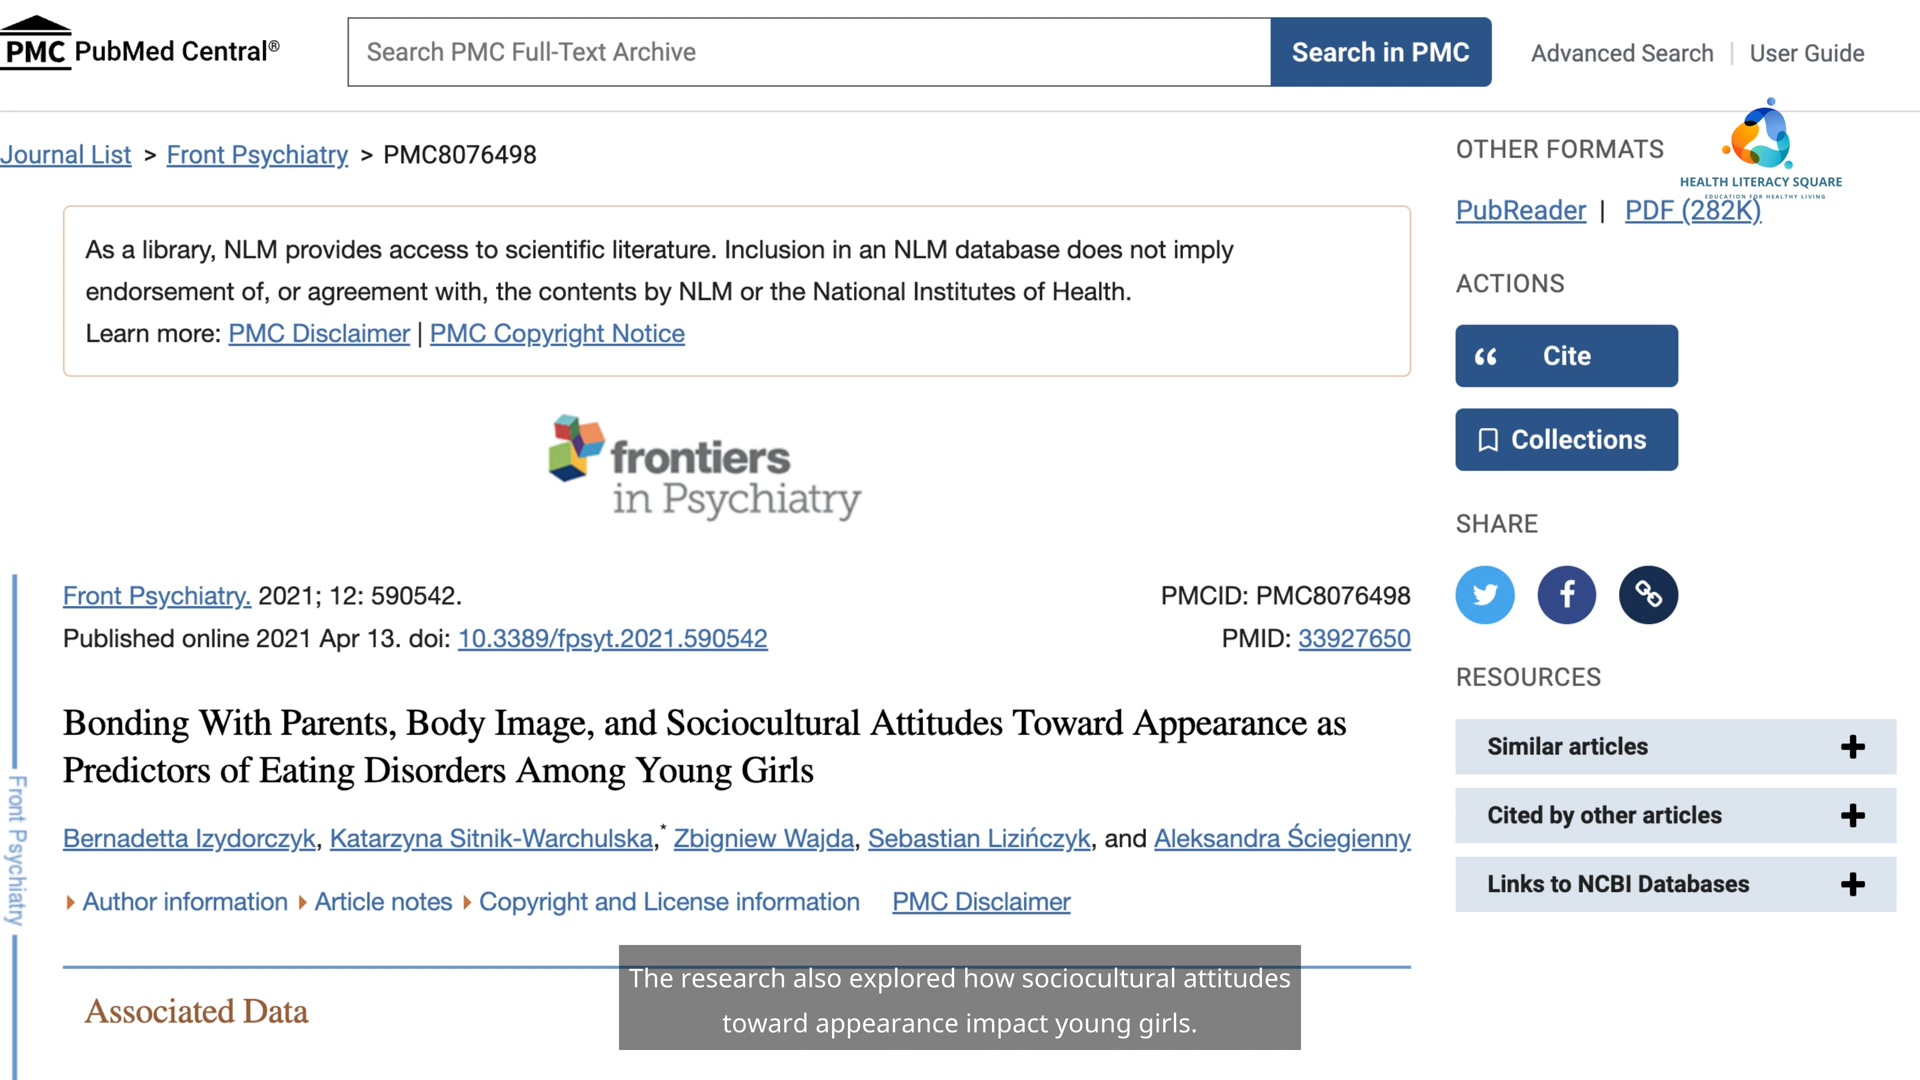 PMC PubMed Central®
Search PMC Full-Text Archive
Search in PMC
Advanced Search | User Guide
Journal List > Front Psychiatry > PMC8076498
OTHER FORMATS
HEALTH LITERACY SQUARE
EDUCATION FOR HEALTHY LIVING
PubReader | PDF (282K)
As a library, NLM provides access to scientific literature. Inclusion in an NLM database does not imply
endorsement of, or agreement with, the contents by NLM or the National Institutes of Health.
Learn more: PMC Disclaimer | PMC Copyright Notice
ACTIONS
Cite
Collections
frontiers
in Psychiatry
SHARE
Front Psychiatry. 2021; 12: 590542.
PMCID: PMC8076498
Published online 2021 Apr 13. doi: 10.3389/fpsyt.2021.590542
PMID: 33927650
RESOURCES
Similar articles
Cited by other articles
Links to NCBI Databases
Bonding With Parents, Body Image, and Sociocultural Attitudes Toward Appearance as
Predictors of Eating Disorders Among Young Girls
Front Psychiatry
Bernadetta Izydorczyk, Katarzyna Sitnik-Warchulska,* Zbigniew Wajda, Sebastian Lizińczyk, and Aleksandra Ściegienny
Author information Article notes Copyright and License information PMC Disclaimer
Associated Data
The research also explored how sociocultural attitudes
toward appearance impact young girls.